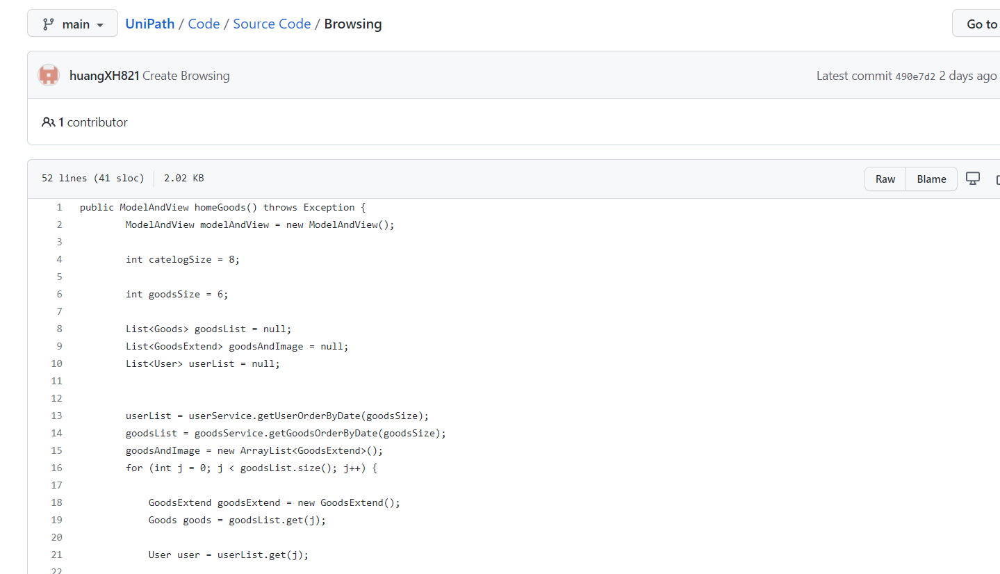 main UniPath / Code / Source Code / Browsing Go to
huangXH821 Create Browsing Latest commit 490e7d2 2 days ago
1 contributor
52 lines (41 sloc) 2.02 KB Raw Blame
1 public ModelAndView homeGoods() throws Exception {
2 ModelAndView modelAndView = new ModelAndView();
3
4 int catelogSize = 8;
5
6 int goodsSize = 6;
7
8 List<Goods> goodsList = null;
9 List<GoodsExtend> goodsAndImage = null;
10 List<User> userList = null;
11
12
13 userList = userService.getUserOrderByDate(goodsSize);
14 goodsList = goodsService.getGoodsOrderByDate(goodsSize);
15 goodsAndImage = new ArrayList<GoodsExtend>();
16 for (int j = 0; j < goodsList.size(); j++) {
17
18 GoodsExtend goodsExtend = new GoodsExtend();
19 Goods goods = goodsList.get(j);
20
21 User user = userList.get(j);
22